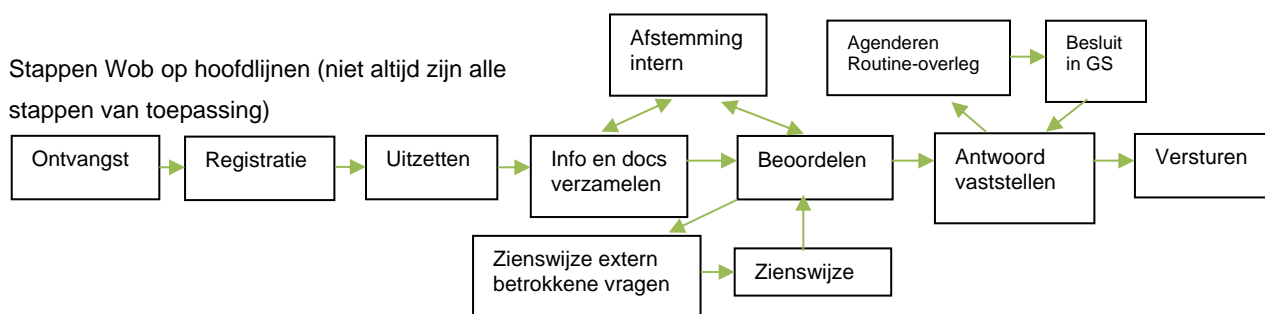 Stappen Wob op hoofdlijnen (niet altijd zijn alle
stappen van toepassing)
Afstemming
intern
Agenderen
Routine-overleg
Besluit
in GS
Ontvangst
Registratie
Uitzetten
Info en docs
verzamelen
Beoordelen
Antwoord
vaststellen
Versturen
Zienswijze extern
betrokkene vragen
Zienswijze